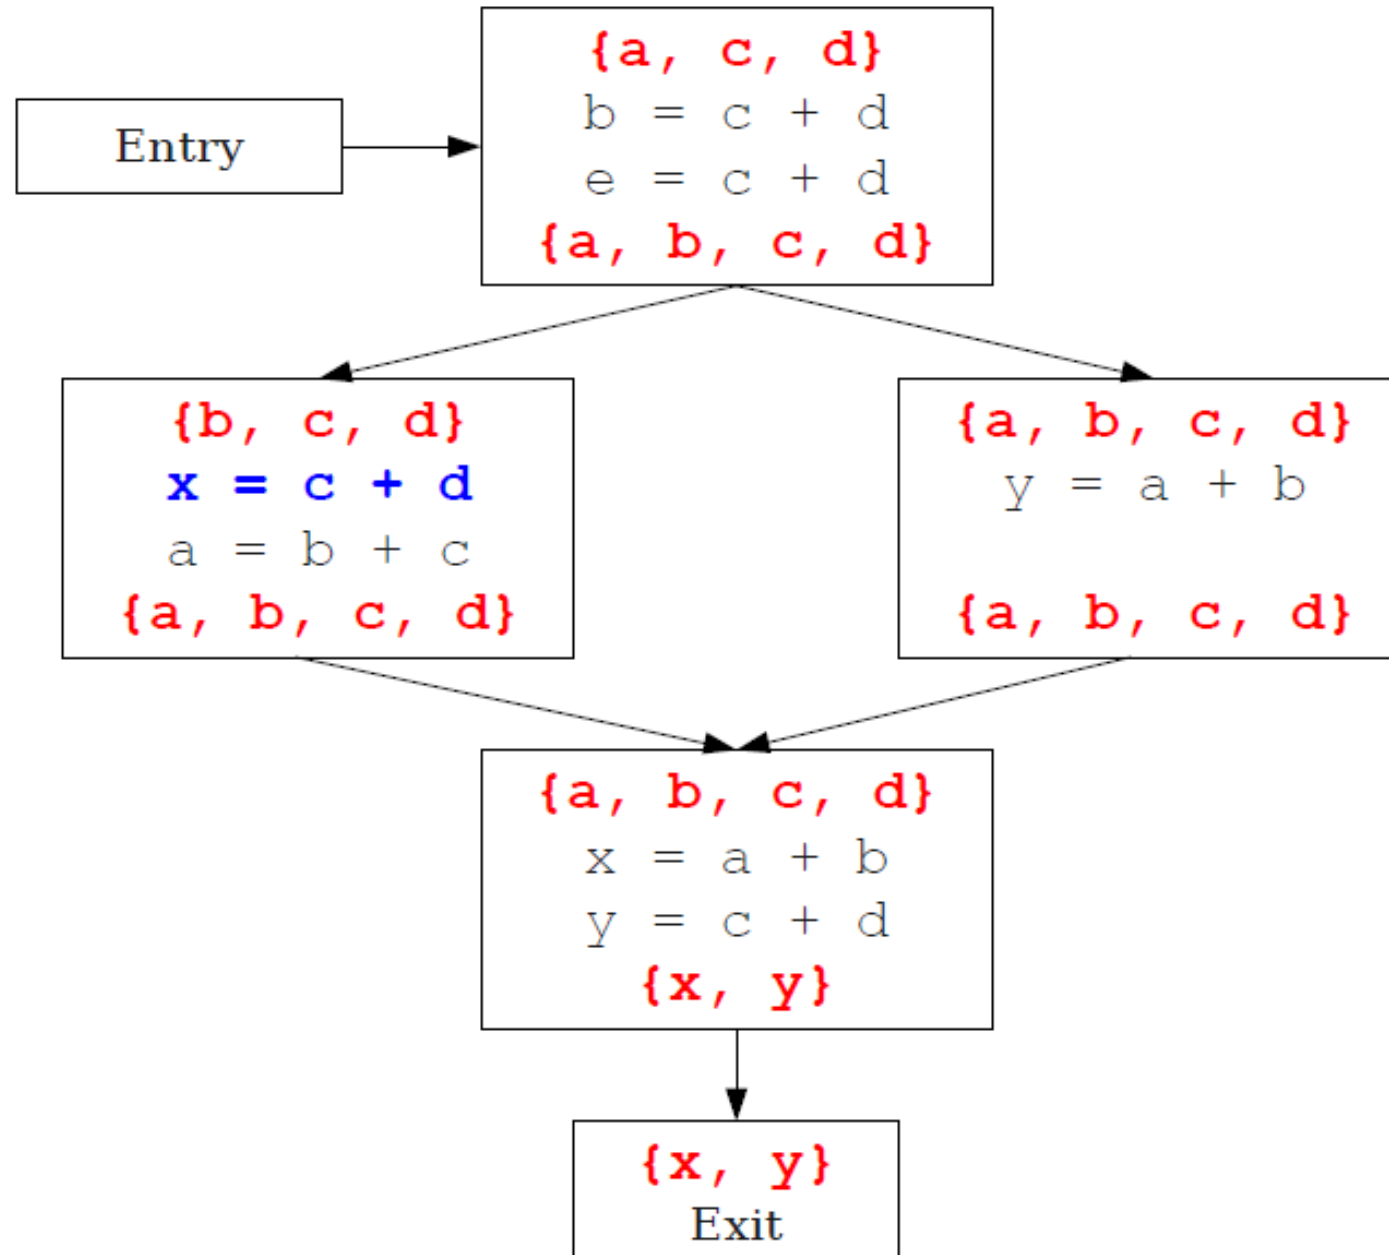 {a, c, d}
b = c + d
e = c + d
{a, b, c, d}
Entry
{b, c, d}
x = c + d
a = b + c
{a, b, c, d}
{a, b, c, d}
y = a + b
{a, b, c, d}
{a, b, c, d}
x = a + b
y = c + d
{x, y}
{x, y}
Exit